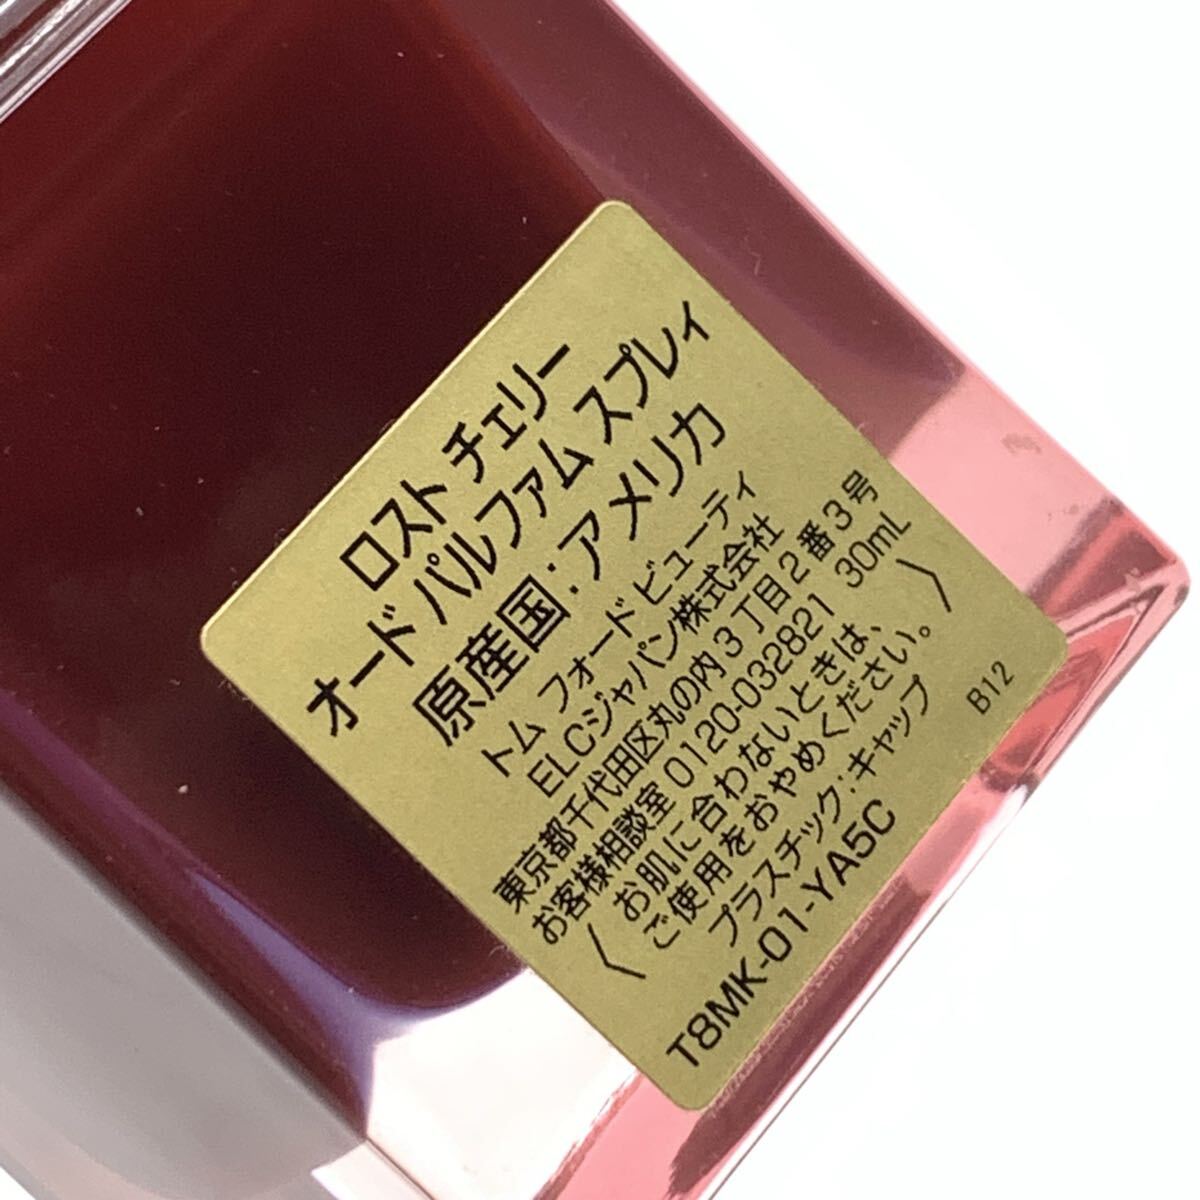 ロスト チェリー
オード パルファム スプレィ
原産国:アメリカ
トム フォード ビューティ
ELCジャパン株式会社
東京都千代田区丸の内3丁目2番3号
お客様相談室 0120-032821 30mL
お肌に合わないときは、
ご使用をおやめください。
プラスチック:キャップ
T8MK-01-YA5C B12